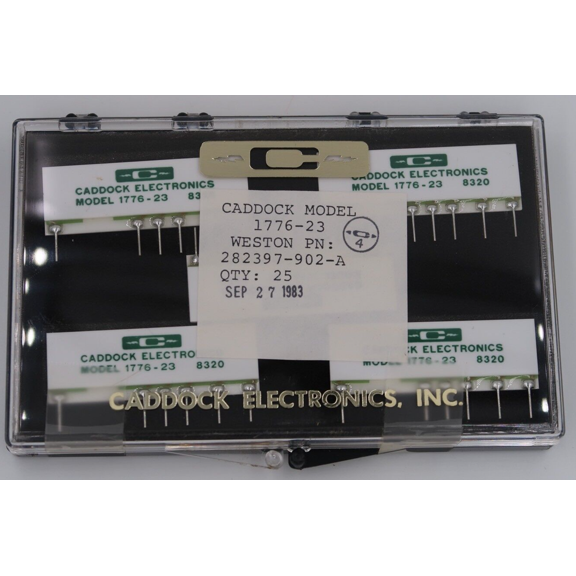 CADDOCK ELECTRONICS
MODEL 1776-23 8320
CADDOCK ELECTRONICS
1776-23 8320
CADDOCK MODEL
1776-23
WESTON PN:
282397-902-A
QTY: 25
4
SEP 27 1983
CADDOCK ELECTRONICS
MODEL 1776-23 8320
CADDOCK ELECTRONICS
MODEL 1776-23 8320
CADDOCK ELECTRONICS, INC.